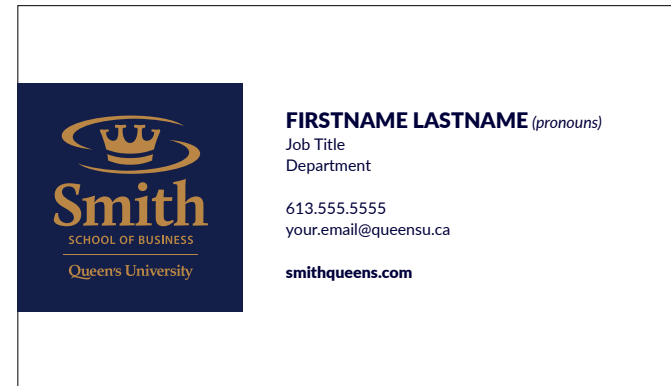 Smith
SCHOOL OF BUSINESS
Queen's University
FIRSTNAME LASTNAME (pronouns)
Job Title
Department
613.555.5555
your.email@queensu.ca
smithqueens.com